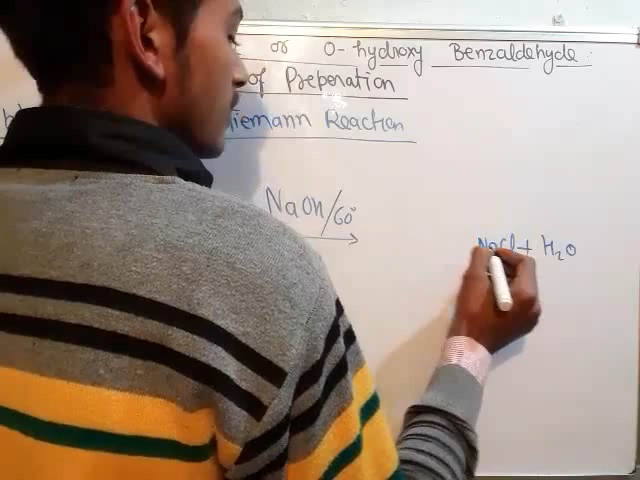 or O-hydroxy Benzaldehyde :
of Preperation
Tiemann Reaction
NaOH/60°
NaCl + H2O